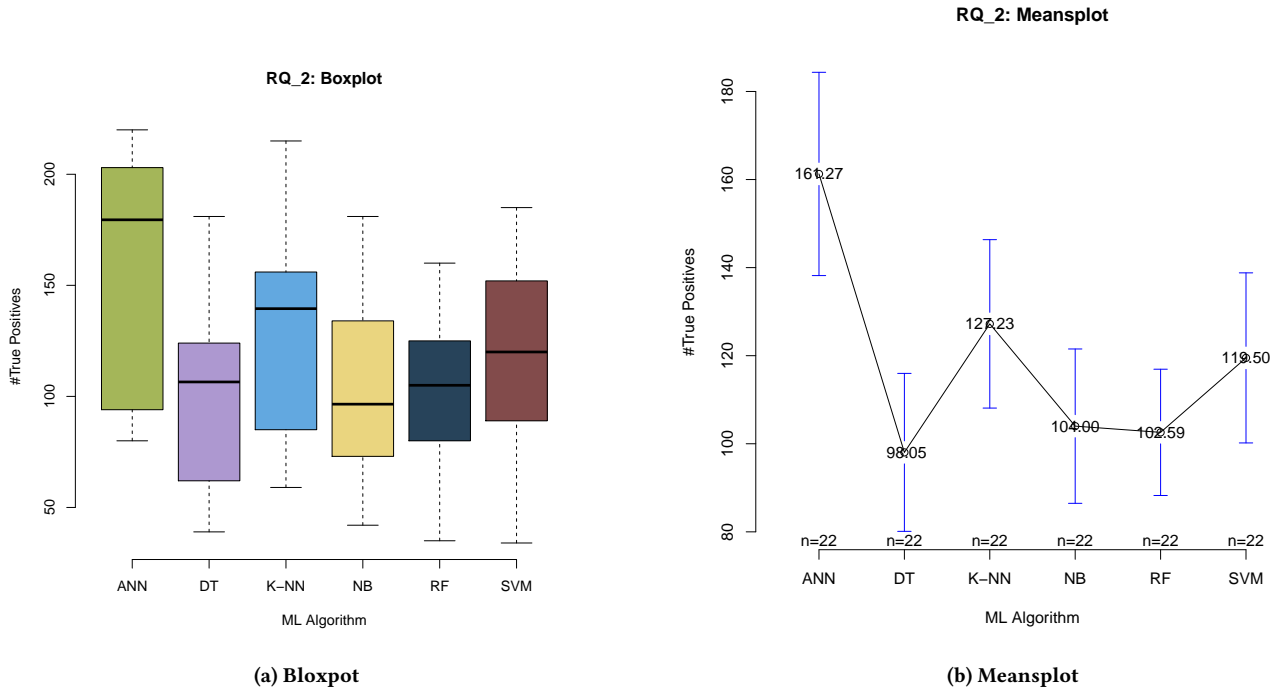 RQ_2: Boxplot
#True Positives
200
150
100
50
ANN DT K−NN NB RF SVM
ML Algorithm
(a) Bloxpot
RQ_2: Meansplot
#True Positives
180
160
140
120
100
80
161.27
98.05
127.23
104.00
102.59
119.50
n=22 n=22 n=22 n=22 n=22 n=22
ANN DT K−NN NB RF SVM
ML Algorithm
(b) Meansplot